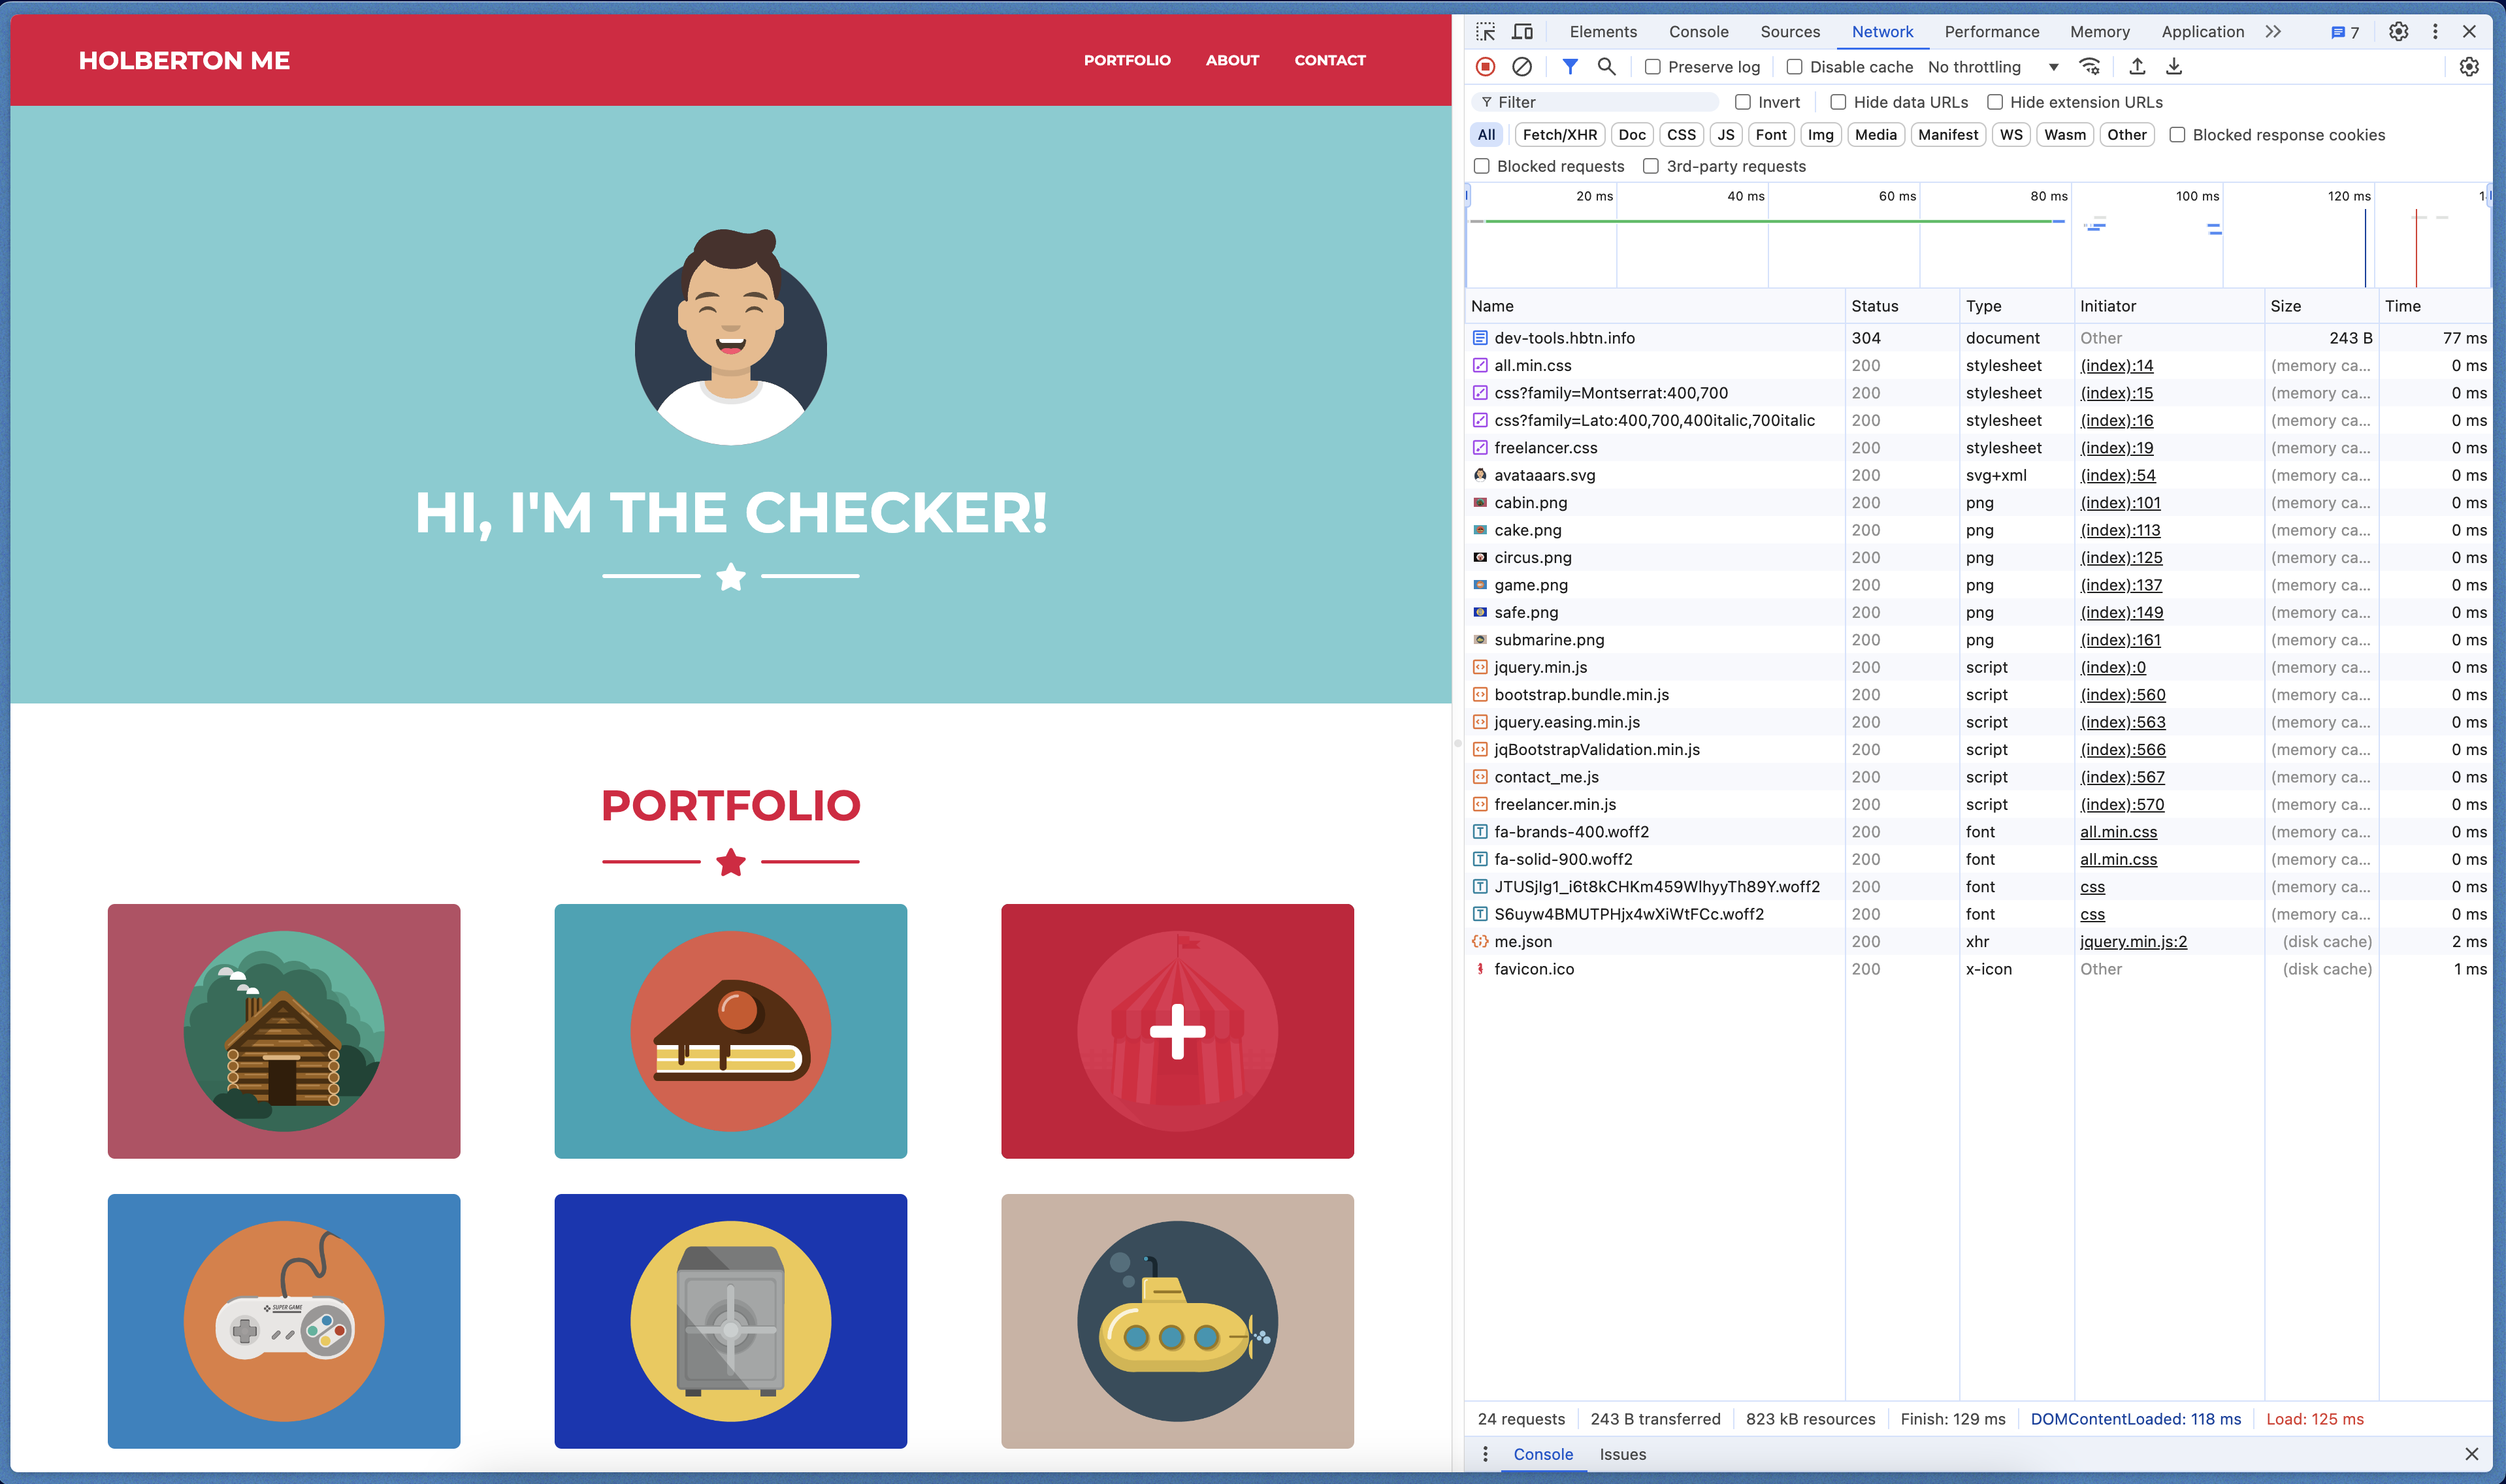 HOLBERTON ME
PORTFOLIO ABOUT CONTACT
HI, I'M THE CHECKER!
PORTFOLIO
SUPER GAME
Elements Console Sources Network Performance Memory Application 7
Preserve log Disable cache No throttling
Filter Invert Hide data URLs Hide extension URLs
All Fetch/XHR Doc CSS JS Font Img Media Manifest WS Wasm Other Blocked response cookies
Blocked requests 3rd-party requests
20 ms 40 ms 60 ms 80 ms 100 ms 120 ms
Name Status Type Initiator Size Time
dev-tools.hbtn.info 304 document Other 243 B 77 ms
all.min.css 200 stylesheet (index):14 (memory ca... 0 ms
css?family=Montserrat:400,700 200 stylesheet (index):15 (memory ca... 0 ms
css?family=Lato:400,700,400italic,700italic 200 stylesheet (index):16 (memory ca... 0 ms
freelancer.css 200 stylesheet (index):19 (memory ca... 0 ms
avataaars.svg 200 svg+xml (index):54 (memory ca... 0 ms
cabin.png 200 png (index):101 (memory ca... 0 ms
cake.png 200 png (index):113 (memory ca... 0 ms
circus.png 200 png (index):125 (memory ca... 0 ms
game.png 200 png (index):137 (memory ca... 0 ms
safe.png 200 png (index):149 (memory ca... 0 ms
submarine.png 200 png (index):161 (memory ca... 0 ms
jquery.min.js 200 script (index):0 (memory ca... 0 ms
bootstrap.bundle.min.js 200 script (index):560 (memory ca... 0 ms
jquery.easing.min.js 200 script (index):563 (memory ca... 0 ms
jqBootstrapValidation.min.js 200 script (index):566 (memory ca... 0 ms
contact_me.js 200 script (index):567 (memory ca... 0 ms
freelancer.min.js 200 script (index):570 (memory ca... 0 ms
fa-brands-400.woff2 200 font all.min.css (memory ca... 0 ms
fa-solid-900.woff2 200 font all.min.css (memory ca... 0 ms
JTUSjIg1_i6t8kCHKm459WlhyyTh89Y.woff2 200 font css (memory ca... 0 ms
S6uyw4BMUTPHjx4wXiWtFCc.woff2 200 font css (memory ca... 0 ms
me.json 200 xhr jquery.min.js:2 (disk cache) 2 ms
favicon.ico 200 x-icon Other (disk cache) 1 ms
24 requests 243 B transferred 823 kB resources Finish: 129 ms DOMContentLoaded: 118 ms Load: 125 ms
Console Issues